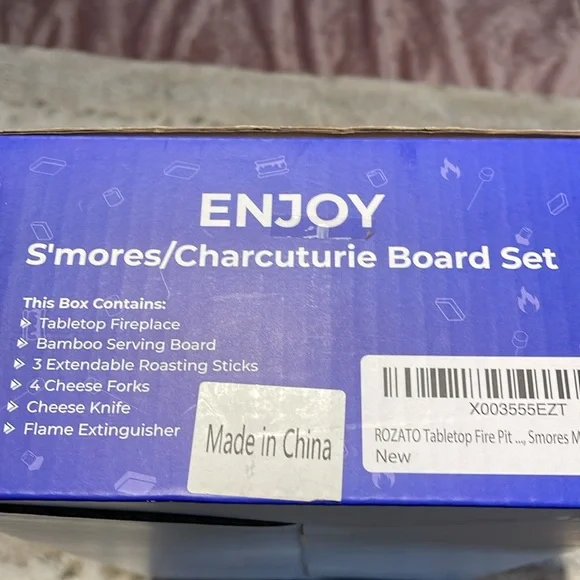 ENJOY
S'mores/Charcuturie Board Set
This Box Contains:
Tabletop Fireplace
Bamboo Serving Board
3 Extendable Roasting Sticks
4 Cheese Forks
Cheese Knife
Flame Extinguisher
Made in China
X003555EZT
ROZATO Tabletop Fire Pit ..., Smores M
New